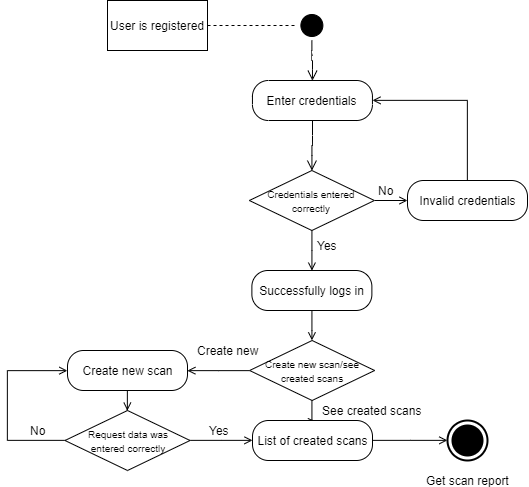 User is registered
Enter credentials
Credentials entered
correctly
No
Invalid credentials
Yes
Successfully logs in
Create new
Create new scan/see
created scans
Create new scan
See created scans
No
Request data was
entered correctly
Yes
List of created scans
Get scan report